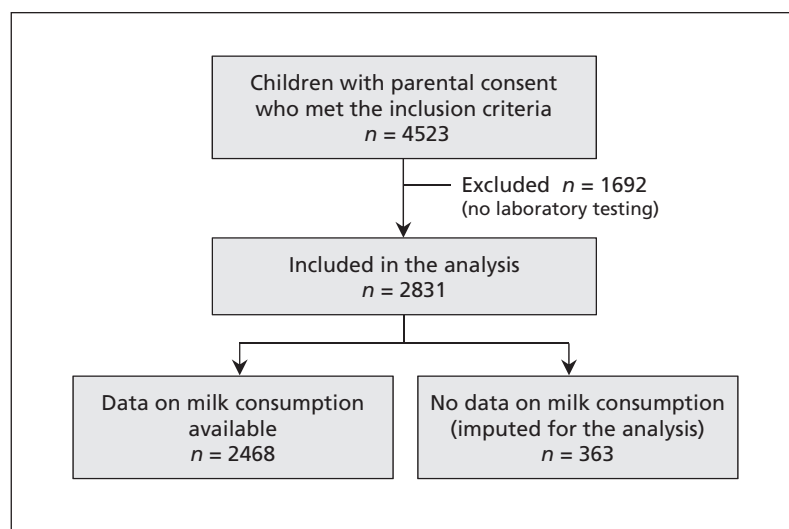 Children with parental consent
who met the inclusion criteria
n = 4523
Excluded n = 1692
(no laboratory testing)
Included in the analysis
n = 2831
Data on milk consumption
available
n = 2468
No data on milk consumption
(imputed for the analysis)
n = 363